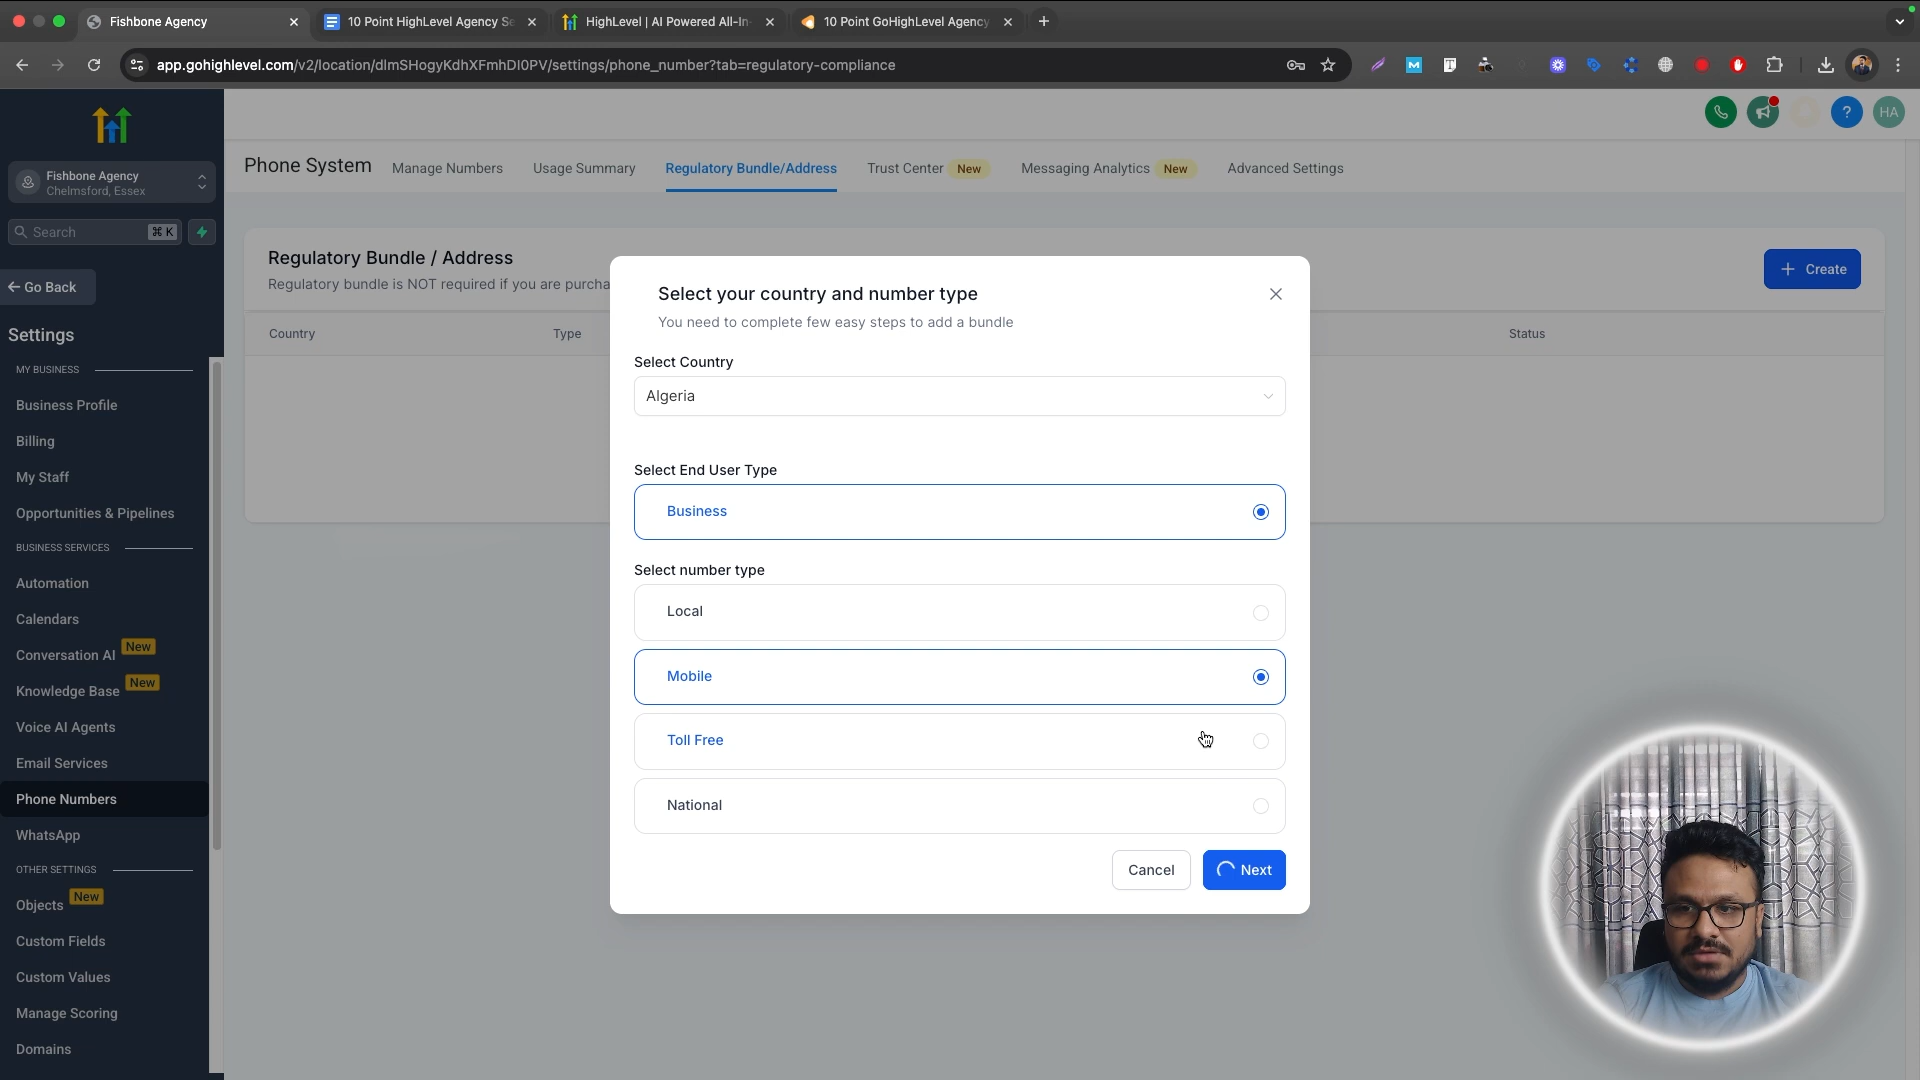 Fishbone Agency
10 Point HighLevel Agency Se
HighLevel | AI Powered All-In-
10 Point GoHighLevel Agency
app.gohighlevel.com/v2/location/dlmSHogyKdhXFmhDl0PV/settings/phone_number?tab=regulatory-compliance
HA
Fishbone Agency
Chelmsford, Essex
Search
⌘ K
Go Back
Settings
MY BUSINESS
Business Profile
Billing
My Staff
Opportunities & Pipelines
BUSINESS SERVICES
Automation
Calendars
Conversation AI New
Knowledge Base New
Voice AI Agents
Email Services
Phone Numbers
WhatsApp
OTHER SETTINGS
Objects New
Custom Fields
Custom Values
Manage Scoring
Domains
Phone System
Manage Numbers
Usage Summary
Regulatory Bundle/Address
Trust Center New
Messaging Analytics New
Advanced Settings
Regulatory Bundle / Address
Regulatory bundle is NOT required if you are purcha
+ Create
Country
Type
Status
Select your country and number type
You need to complete few easy steps to add a bundle
Select Country
Algeria
Select End User Type
Business
Select number type
Local
Mobile
Toll Free
National
Cancel
Next